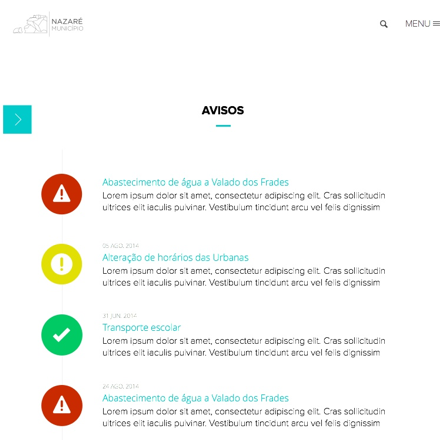 NAZARÉ
MUNICÍPIO
MENU
AVISOS
Abastecimento de água a Valado dos Frades
Lorem ipsum dolor sit amet, consectetur adipiscing elit. Cras sollicitudin
ultrices elit iaculis pulvinar. Vestibulum tincidunt arcu vel felis dignissim
05 AGO. 2014
Alteração de horários das Urbanas
Lorem ipsum dolor sit amet, consectetur adipiscing elit. Cras sollicitudin
ultrices elit iaculis pulvinar. Vestibulum tincidunt arcu vel felis dignissim
31 JUN. 2014
Transporte escolar
Lorem ipsum dolor sit amet, consectetur adipiscing elit. Cras sollicitudin
ultrices elit iaculis pulvinar. Vestibulum tincidunt arcu vel felis dignissim
24 AGO. 2014
Abastecimento de água a Valado dos Frades
Lorem ipsum dolor sit amet, consectetur adipiscing elit. Cras sollicitudin
ultrices elit iaculis pulvinar. Vestibulum tincidunt arcu vel felis dignissim